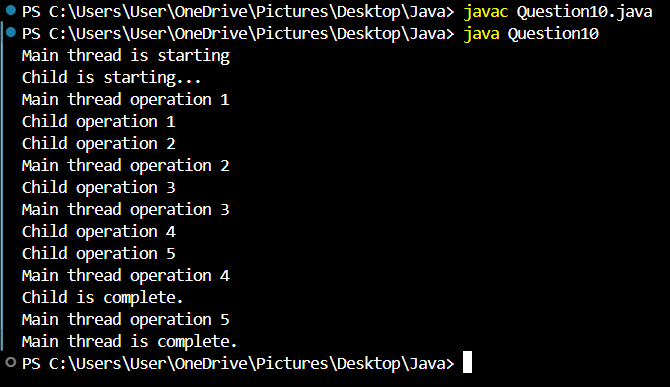 PS C:\Users\User\OneDrive\Pictures\Desktop\Java> javac Question10.java
PS C:\Users\User\OneDrive\Pictures\Desktop\Java> java Question10
Main thread is starting
Child is starting...
Main thread operation 1
Child operation 1
Child operation 2
Main thread operation 2
Child operation 3
Main thread operation 3
Child operation 4
Child operation 5
Main thread operation 4
Child is complete.
Main thread operation 5
Main thread is complete.
PS C:\Users\User\OneDrive\Pictures\Desktop\Java>